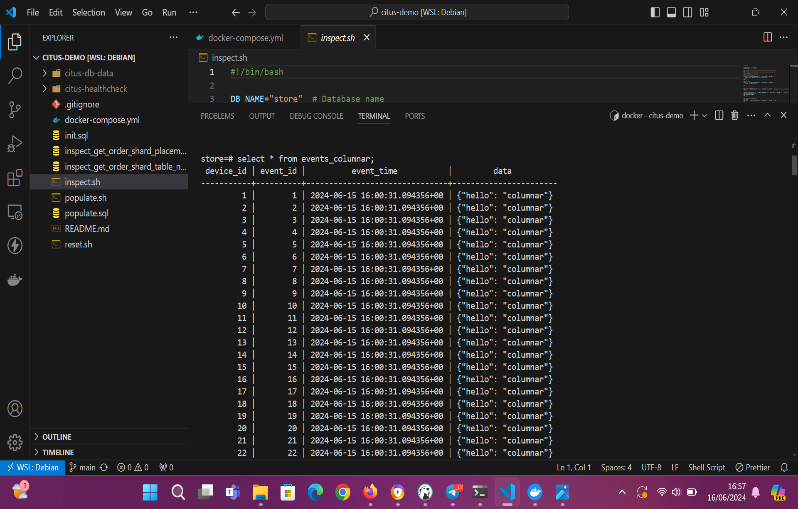 File Edit Selection View Go Run ··· citus-demo [WSL: Debian]
EXPLORER ···
CITUS-DEMO [WSL: DEBIAN]
citus-db-data
citus-healthcheck
.gitignore
docker-compose.yml
init.sql
inspect_get_order_shard_placem...
inspect_get_order_shard_table_n...
inspect.sh
populate.sh
populate.sql
README.md
reset.sh
OUTLINE
TIMELINE
docker-compose.yml inspect.sh
inspect.sh
1 #!/bin/bash
2
3 DB_NAME="store" # Database name
PROBLEMS OUTPUT DEBUG CONSOLE TERMINAL PORTS docker - citus-demo
store=# select * from events_columnar;
device_id | event_id | event_time | data
-----------+----------+-------------------------------+----------------------
1 | 1 | 2024-06-15 16:00:31.094356+00 | {"hello": "columnar"}
2 | 2 | 2024-06-15 16:00:31.094356+00 | {"hello": "columnar"}
3 | 3 | 2024-06-15 16:00:31.094356+00 | {"hello": "columnar"}
4 | 4 | 2024-06-15 16:00:31.094356+00 | {"hello": "columnar"}
5 | 5 | 2024-06-15 16:00:31.094356+00 | {"hello": "columnar"}
6 | 6 | 2024-06-15 16:00:31.094356+00 | {"hello": "columnar"}
7 | 7 | 2024-06-15 16:00:31.094356+00 | {"hello": "columnar"}
8 | 8 | 2024-06-15 16:00:31.094356+00 | {"hello": "columnar"}
9 | 9 | 2024-06-15 16:00:31.094356+00 | {"hello": "columnar"}
10 | 10 | 2024-06-15 16:00:31.094356+00 | {"hello": "columnar"}
11 | 11 | 2024-06-15 16:00:31.094356+00 | {"hello": "columnar"}
12 | 12 | 2024-06-15 16:00:31.094356+00 | {"hello": "columnar"}
13 | 13 | 2024-06-15 16:00:31.094356+00 | {"hello": "columnar"}
14 | 14 | 2024-06-15 16:00:31.094356+00 | {"hello": "columnar"}
15 | 15 | 2024-06-15 16:00:31.094356+00 | {"hello": "columnar"}
16 | 16 | 2024-06-15 16:00:31.094356+00 | {"hello": "columnar"}
17 | 17 | 2024-06-15 16:00:31.094356+00 | {"hello": "columnar"}
18 | 18 | 2024-06-15 16:00:31.094356+00 | {"hello": "columnar"}
19 | 19 | 2024-06-15 16:00:31.094356+00 | {"hello": "columnar"}
20 | 20 | 2024-06-15 16:00:31.094356+00 | {"hello": "columnar"}
21 | 21 | 2024-06-15 16:00:31.094356+00 | {"hello": "columnar"}
22 | 22 | 2024-06-15 16:00:31.094356+00 | {"hello": "columnar"}
WSL: Debian main 0 0 0 Ln 1, Col 1 Spaces: 4 UTF-8 LF Shell Script Prettier
16:57
16/06/2024